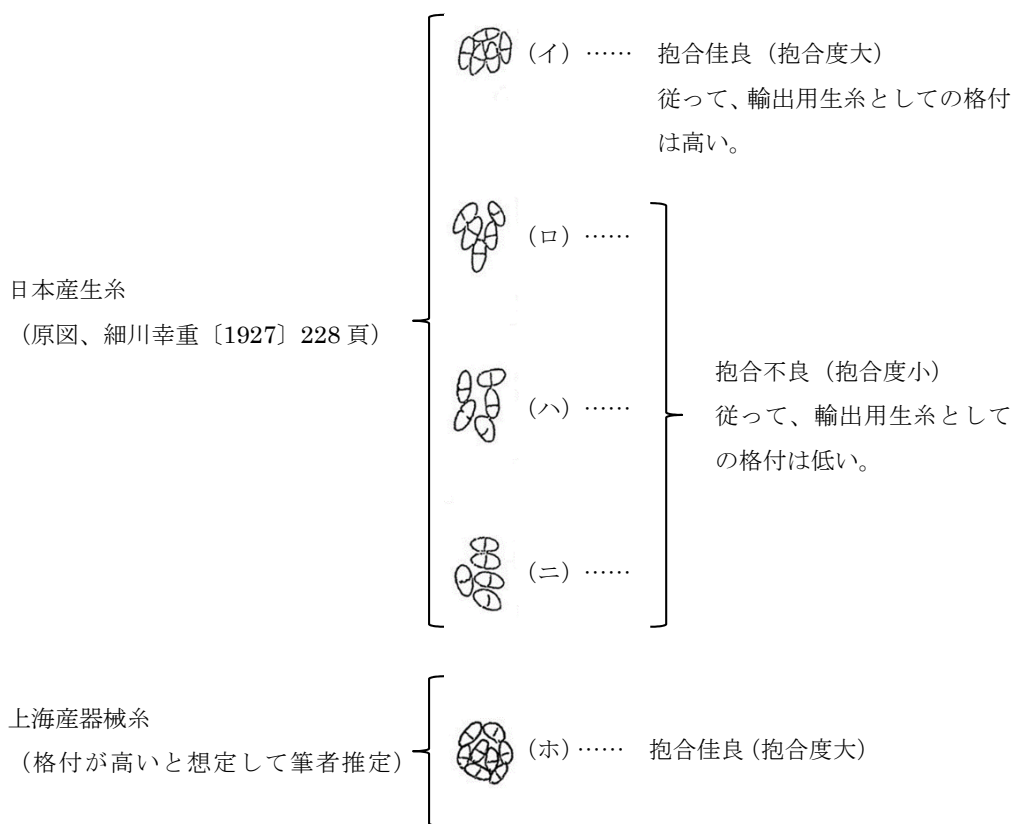 (イ)…… 抱合佳良(抱合度大)
従って、輸出用生糸としての格付
は高い。
(ロ)……
日本産生糸
(原図、細川幸重〔1927〕228 頁)
(ハ)……
抱合不良(抱合度小)
従って、輸出用生糸として
の格付は低い。
(ニ)……
上海産器械糸
(格付が高いと想定して筆者推定)
(ホ)…… 抱合佳良(抱合度大)